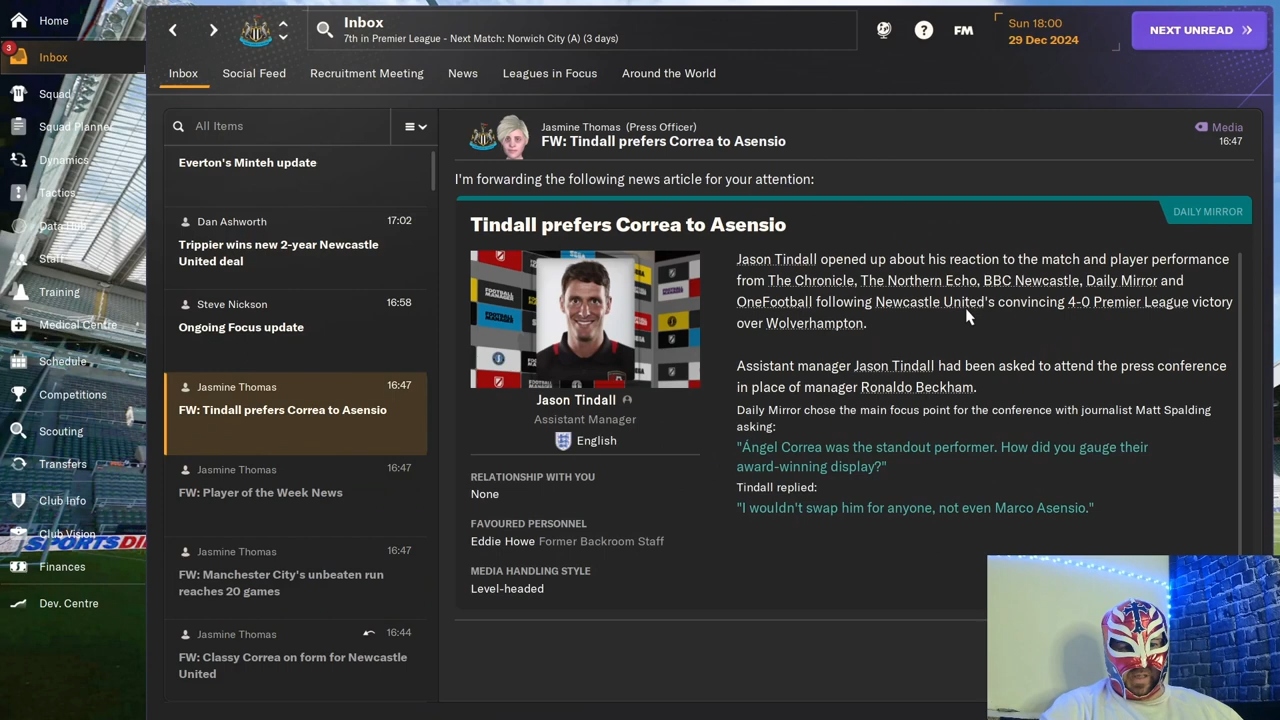 Home
3
Inbox
Squad
Squad Planner
Dynamics
Tactics
Data Hub
Staff
Training
Medical Centre
Schedule
Competitions
Scouting
Transfers
Club Info
Club Vision
SPORTS DI
Finances
Dev. Centre
Inbox
7th in Premier League - Next Match: Norwich City (A) (3 days)
?
FM
Sun 18:00
29 Dec 2024
NEXT UNREAD
Inbox Social Feed Recruitment Meeting News Leagues in Focus Around the World
All Items
Everton's Minteh update
Dan Ashworth 17:02
Trippier wins new 2-year Newcastle
United deal
Steve Nickson 16:58
Ongoing Focus update
Jasmine Thomas 16:47
FW: Tindall prefers Correa to Asensio
Jasmine Thomas 16:47
FW: Player of the Week News
Jasmine Thomas 16:47
FW: Manchester City's unbeaten run
reaches 20 games
Jasmine Thomas 16:44
FW: Classy Correa on form for Newcastle
United
Jasmine Thomas (Press Officer)
FW: Tindall prefers Correa to Asensio
Media
16:47
I'm forwarding the following news article for your attention:
DAILY MIRROR
Tindall prefers Correa to Asensio
Jason Tindall
Assistant Manager
English
RELATIONSHIP WITH YOU
None
FAVOURED PERSONNEL
Eddie Howe Former Backroom Staff
MEDIA HANDLING STYLE
Level-headed
Jason Tindall opened up about his reaction to the match and player performance
from The Chronicle, The Northern Echo, BBC Newcastle, Daily Mirror and
OneFootball following Newcastle United's convincing 4-0 Premier League victory
over Wolverhampton.
Assistant manager Jason Tindall had been asked to attend the press conference
in place of manager Ronaldo Beckham.
Daily Mirror chose the main focus point for the conference with journalist Matt Spalding
asking:
"Ángel Correa was the standout performer. How did you gauge their
award-winning display?"
Tindall replied:
"I wouldn't swap him for anyone, not even Marco Asensio."